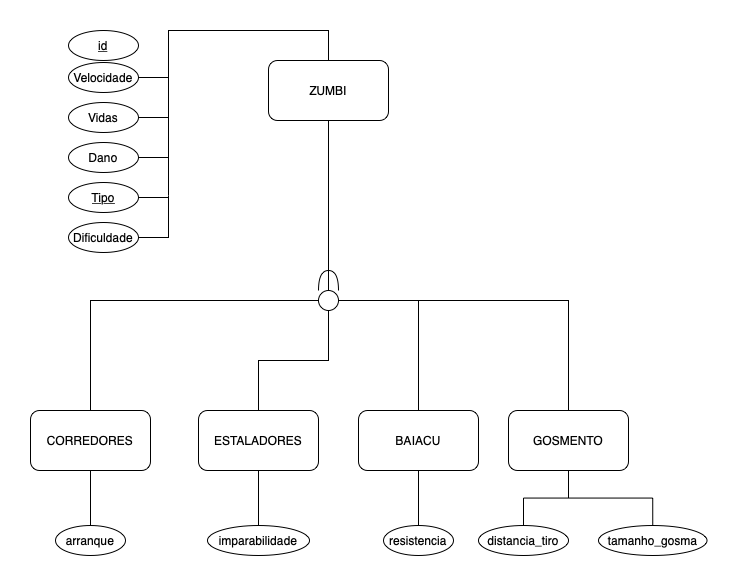 id
Velocidade
Vidas
Dano
Tipo
Dificuldade
ZUMBI
CORREDORES
ESTALADORES
BAIACU
GOSMENTO
arranque
imparabilidade
resistencia
distancia_tiro
tamanho_gosma